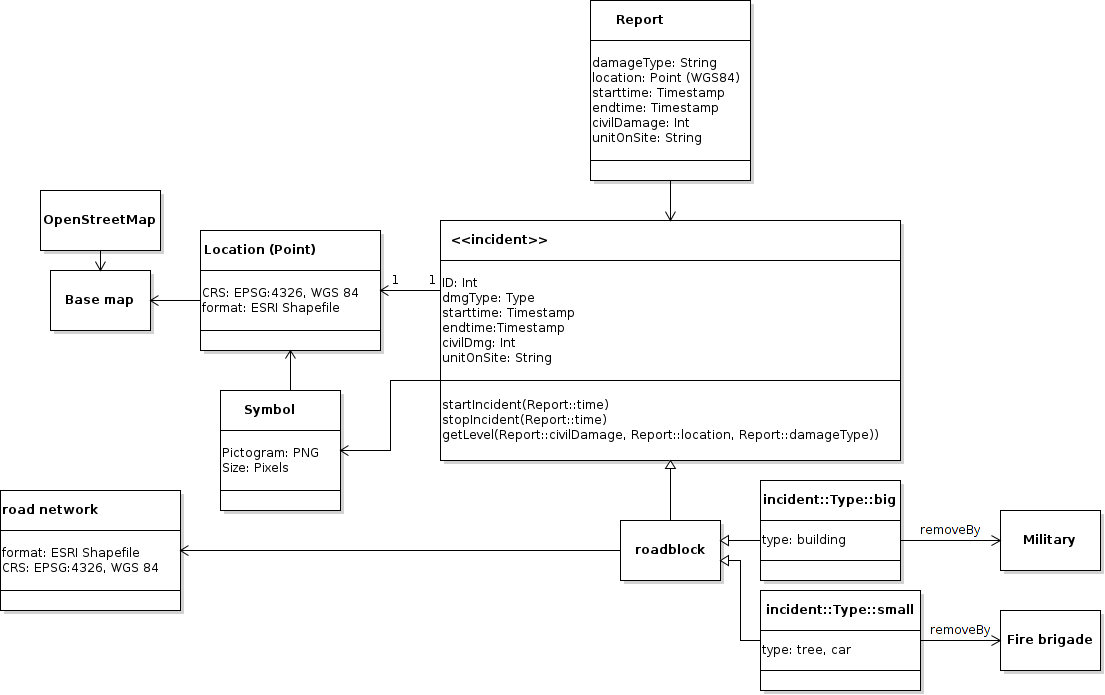 Report
damageType: String
location: Point (WGS84)
starttime: Timestamp
endtime: Timestamp
civilDamage: Int
unitOnSite: String
OpenStreetMap
Base map
Location (Point)
CRS: EPSG:4326, WGS 84
format: ESRI Shapefile
1 1
<<incident>>
ID: Int
dmgType: Type
starttime: Timestamp
endtime:Timestamp
civilDmg: Int
unitOnSite: String
startIncident(Report::time)
stopIncident(Report::time)
getLevel(Report::civilDamage, Report::location, Report::damageType))
Symbol
Pictogram: PNG
Size: Pixels
road network
format: ESRI Shapefile
CRS: EPSG:4326, WGS 84
roadblock
incident::Type::big
type: building
removeBy
Military
incident::Type::small
type: tree, car
removeBy
Fire brigade